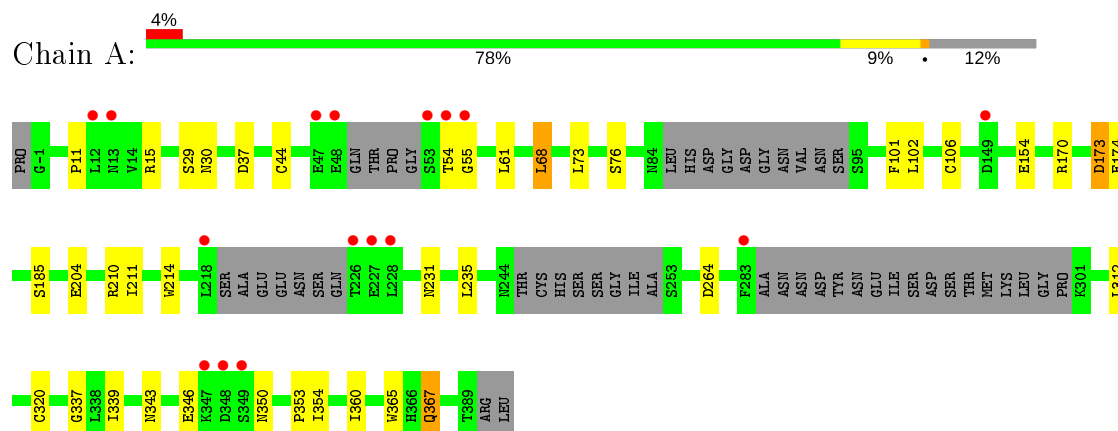 4%
Chain A:
78% 9% • 12%
PRO G-1 P11 L12 N13 V14 R15 S29 N30 D37 C44 E47 E48 GLN THR PRO GLY S53 T54 G55 L61 L68 L73 S76 N84 LEU HIS ASP GLY ASP GLY ASN VAL ASN SER S95 F101 L102 C106 D149 E154 R170 D173 E174
S185 E204 R210 I211 W214 L218 SER ALA GLU GLU ASN SER GLN T226 E227 L228 N231 L235 N244 THR CYS HIS SER SER GLY ILE ALA S253 D264 F283 ALA ASN ASN ASP TYR ASN GLU ILE SER ASP SER THR MET LYS LEU GLY PRO K301 L312
C320 G337 L338 I339 N343 E346 K347 D348 S349 N350 P353 I354 I360 W365 H366 Q367 T389 ARG LEU